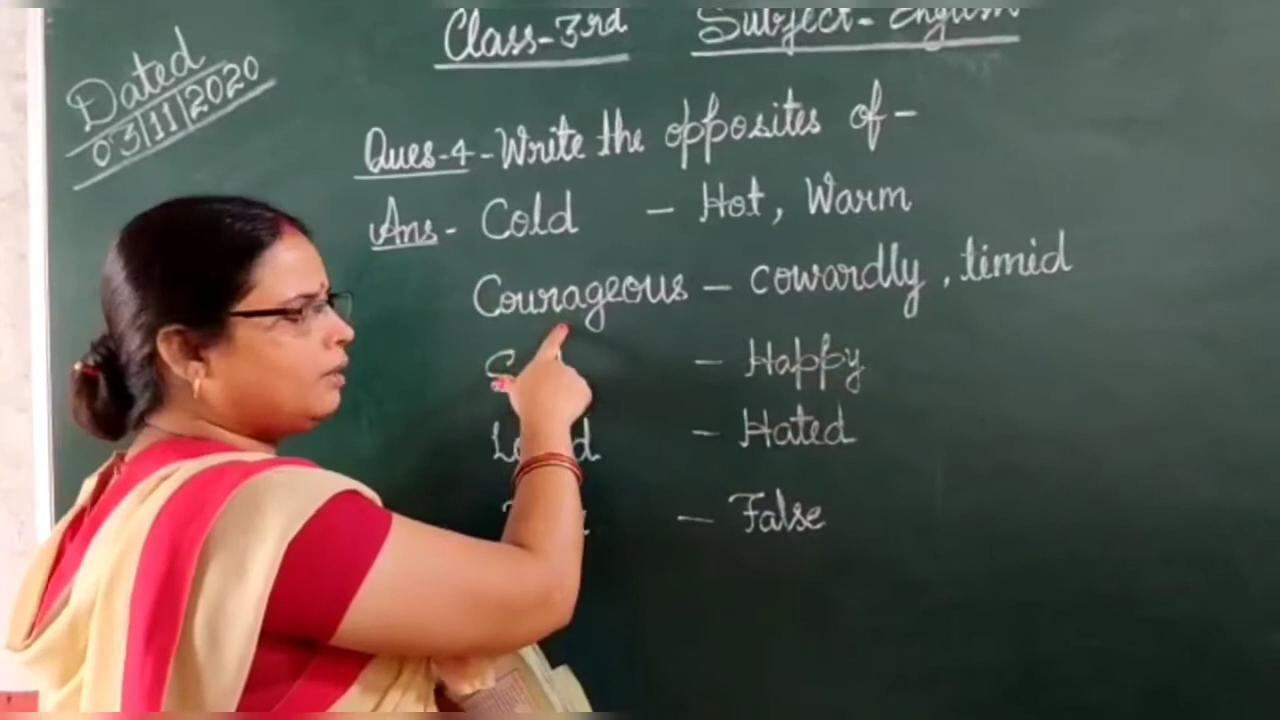 Dated
03/11/2020
Class-3rd Subject- English
Ques-4-Write the opposites of-
Ans- Cold - Hot, Warm
Courageous - cowardly, timid
- Happy
- Hated
- False